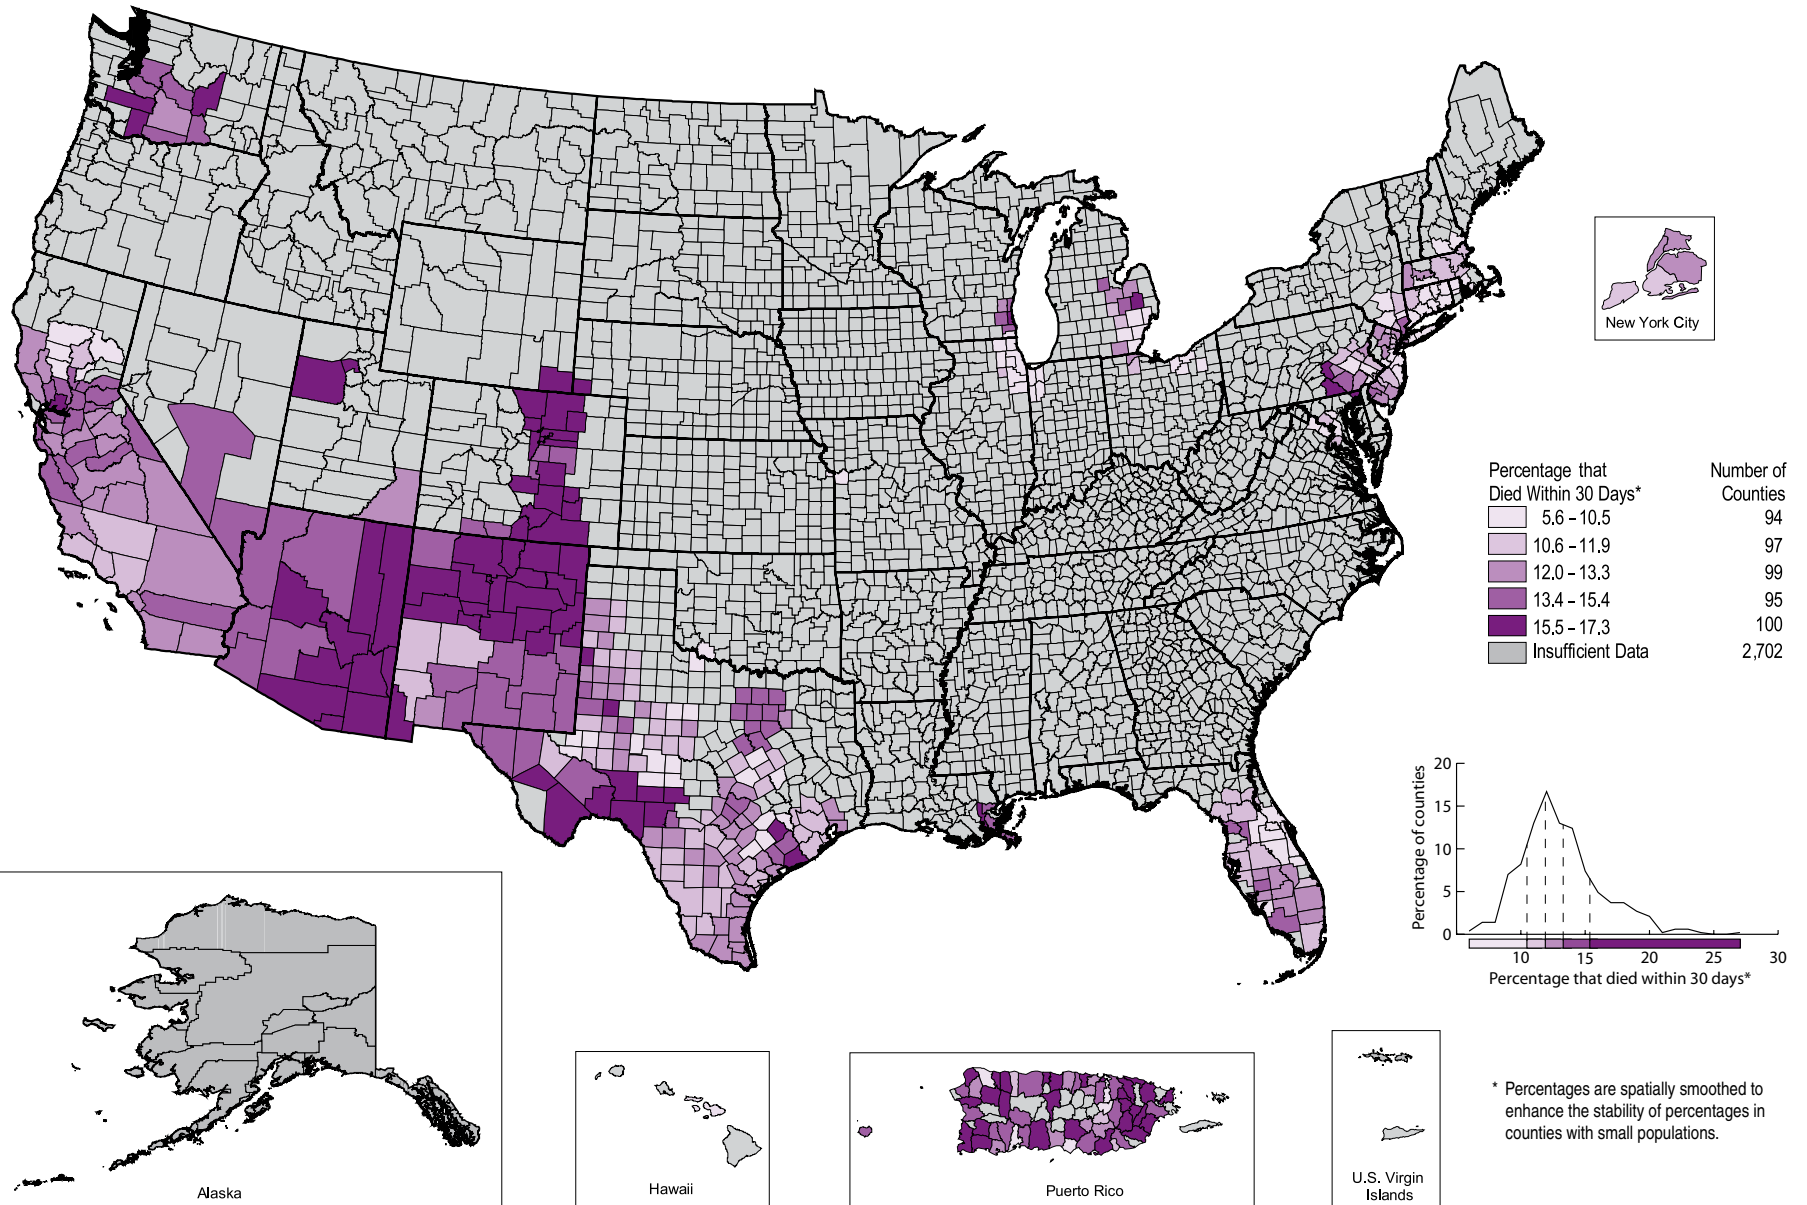 New York City
Percentage that Number of
Died Within 30 Days* Counties
5.6 – 10.5 94
10.6 – 11.9 97
12.0 – 13.3 99
13.4 – 15.4 95
15.5 – 17.3 100
Insufficient Data 2,702
Percentage of counties
20
15
10
5
0
10 15 20 25 30
Percentage that died within 30 days*
* Percentages are spatially smoothed to
enhance the stability of percentages in
counties with small populations.
Alaska
Hawaii
Puerto Rico
U.S. Virgin
Islands